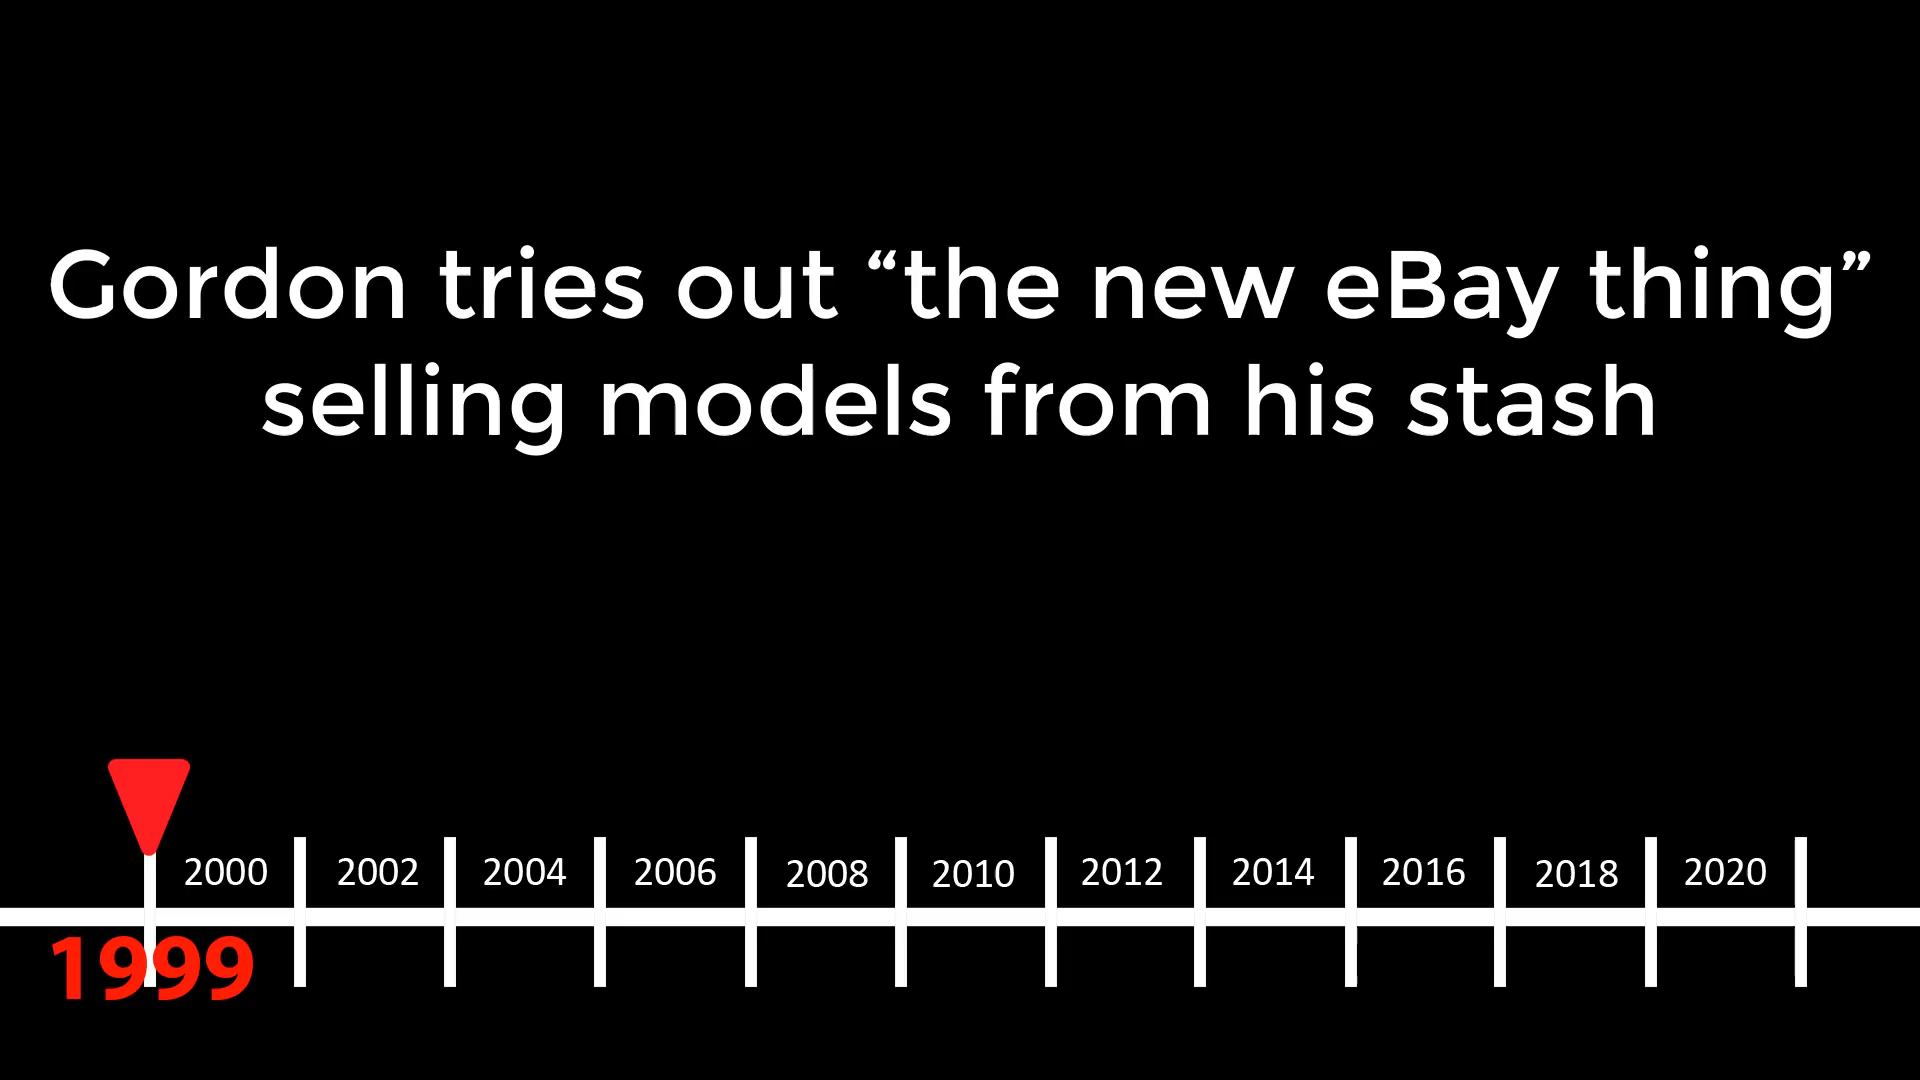 Gordon tries out “the new eBay thing”
selling models from his stash
2000 2002 2004 2006 2008 2010 2012 2014 2016 2018 2020
1999